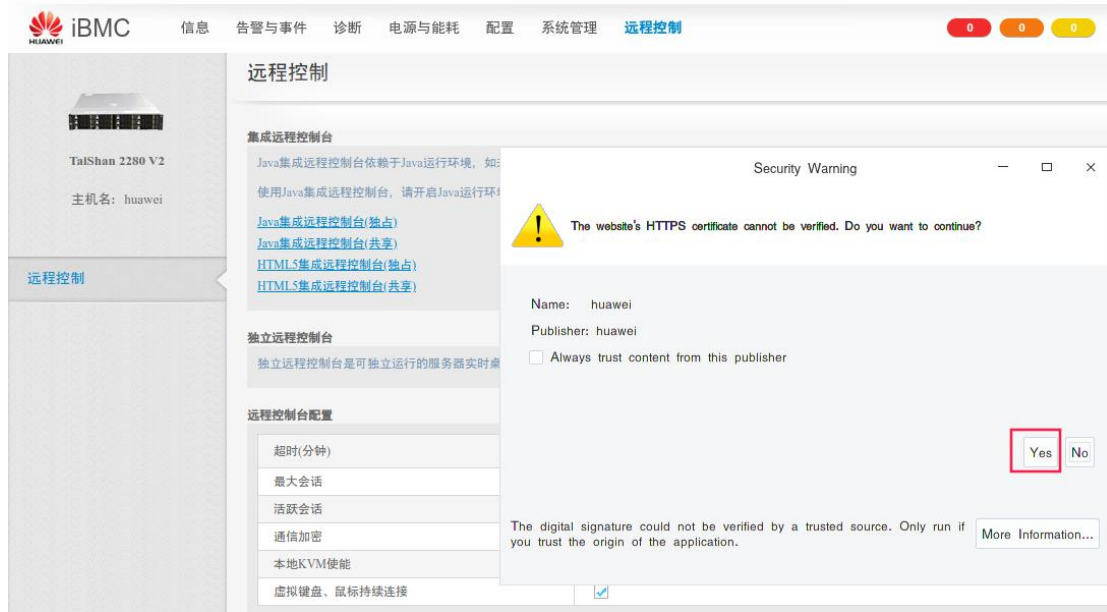 HUAWEI
iBMC 信息 告警与事件 诊断 电源与能耗 配置 系统管理 远程控制 0 0 0
TaiShan 2280 V2
主机名：huawei
远程控制
远程控制
集成远程控制台
Java集成远程控制台依赖于Java运行环境，如
使用Java集成远程控制台，请开启Java运行环
Java集成远程控制台(独占)
Java集成远程控制台(共享)
HTML5集成远程控制台(独占)
HTML5集成远程控制台(共享)
独立远程控制台
独立远程控制台是可独立运行的服务器实时桌
远程控制台配置
超时(分钟)
最大会话
活跃会话
通信加密
本地KVM使能
虚拟键盘、鼠标持续连接
Security Warning
The website's HTTPS certificate cannot be verified. Do you want to continue?
Name: huawei
Publisher: huawei
Always trust content from this publisher
Yes No
The digital signature could not be verified by a trusted source. Only run if
you trust the origin of the application.
More Information...